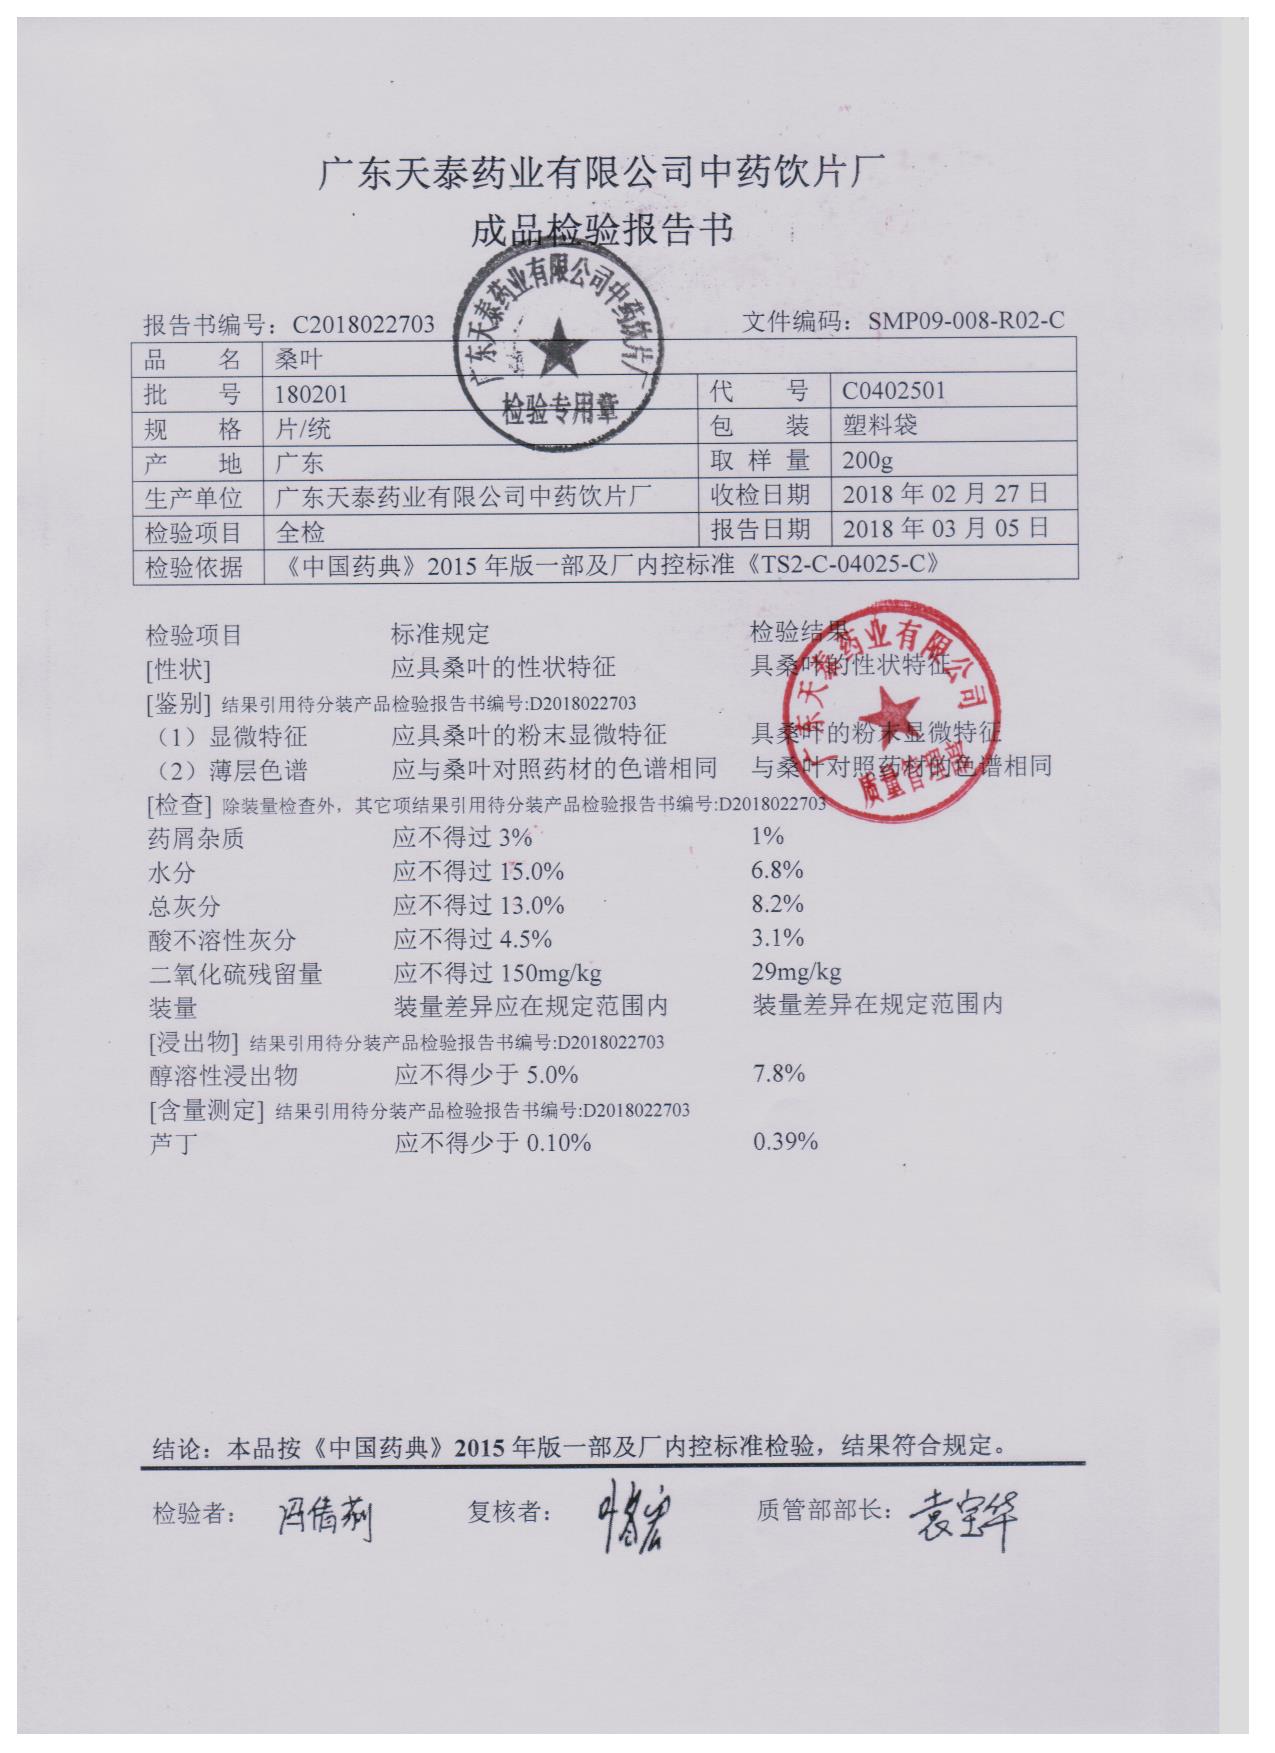 广东天泰药业有限公司中药饮片厂
成品检验报告书
广东天泰药业有限公司中药饮片厂
检验专用章
报告书编号：C2018022703 文件编码：SMP09-008-R02-C
品 名 桑叶
批 号 180201 代 号 C0402501
规 格 片/统 包 装 塑料袋
产 地 广东 取 样 量 200g
生产单位 广东天泰药业有限公司中药饮片厂 收检日期 2018 年 02 月 27 日
检验项目 全检 报告日期 2018 年 03 月 05 日
检验依据 《中国药典》2015 年版一部及厂内控标准《TS2-C-04025-C》
检验项目 标准规定 检验结果
[性状] 应具桑叶的性状特征 具桑叶的性状特征
[鉴别] 结果引用待分装产品检验报告书编号:D2018022703
（1）显微特征 应具桑叶的粉末显微特征 具桑叶的粉末显微特征
（2）薄层色谱 应与桑叶对照药材的色谱相同 与桑叶对照药材的色谱相同
广东天泰药业有限公司
质量管理部
[检查] 除装量检查外，其它项结果引用待分装产品检验报告书编号:D2018022703
药屑杂质 应不得过 3% 1%
水分 应不得过 15.0% 6.8%
总灰分 应不得过 13.0% 8.2%
酸不溶性灰分 应不得过 4.5% 3.1%
二氧化硫残留量 应不得过 150mg/kg 29mg/kg
装量 装量差异应在规定范围内 装量差异在规定范围内
[浸出物] 结果引用待分装产品检验报告书编号:D2018022703
醇溶性浸出物 应不得少于 5.0% 7.8%
[含量测定] 结果引用待分装产品检验报告书编号:D2018022703
芦丁 应不得少于 0.10% 0.39%
结论：本品按《中国药典》2015 年版一部及厂内控标准检验，结果符合规定。
检验者： 复核者： 质管部部长：袁宝华